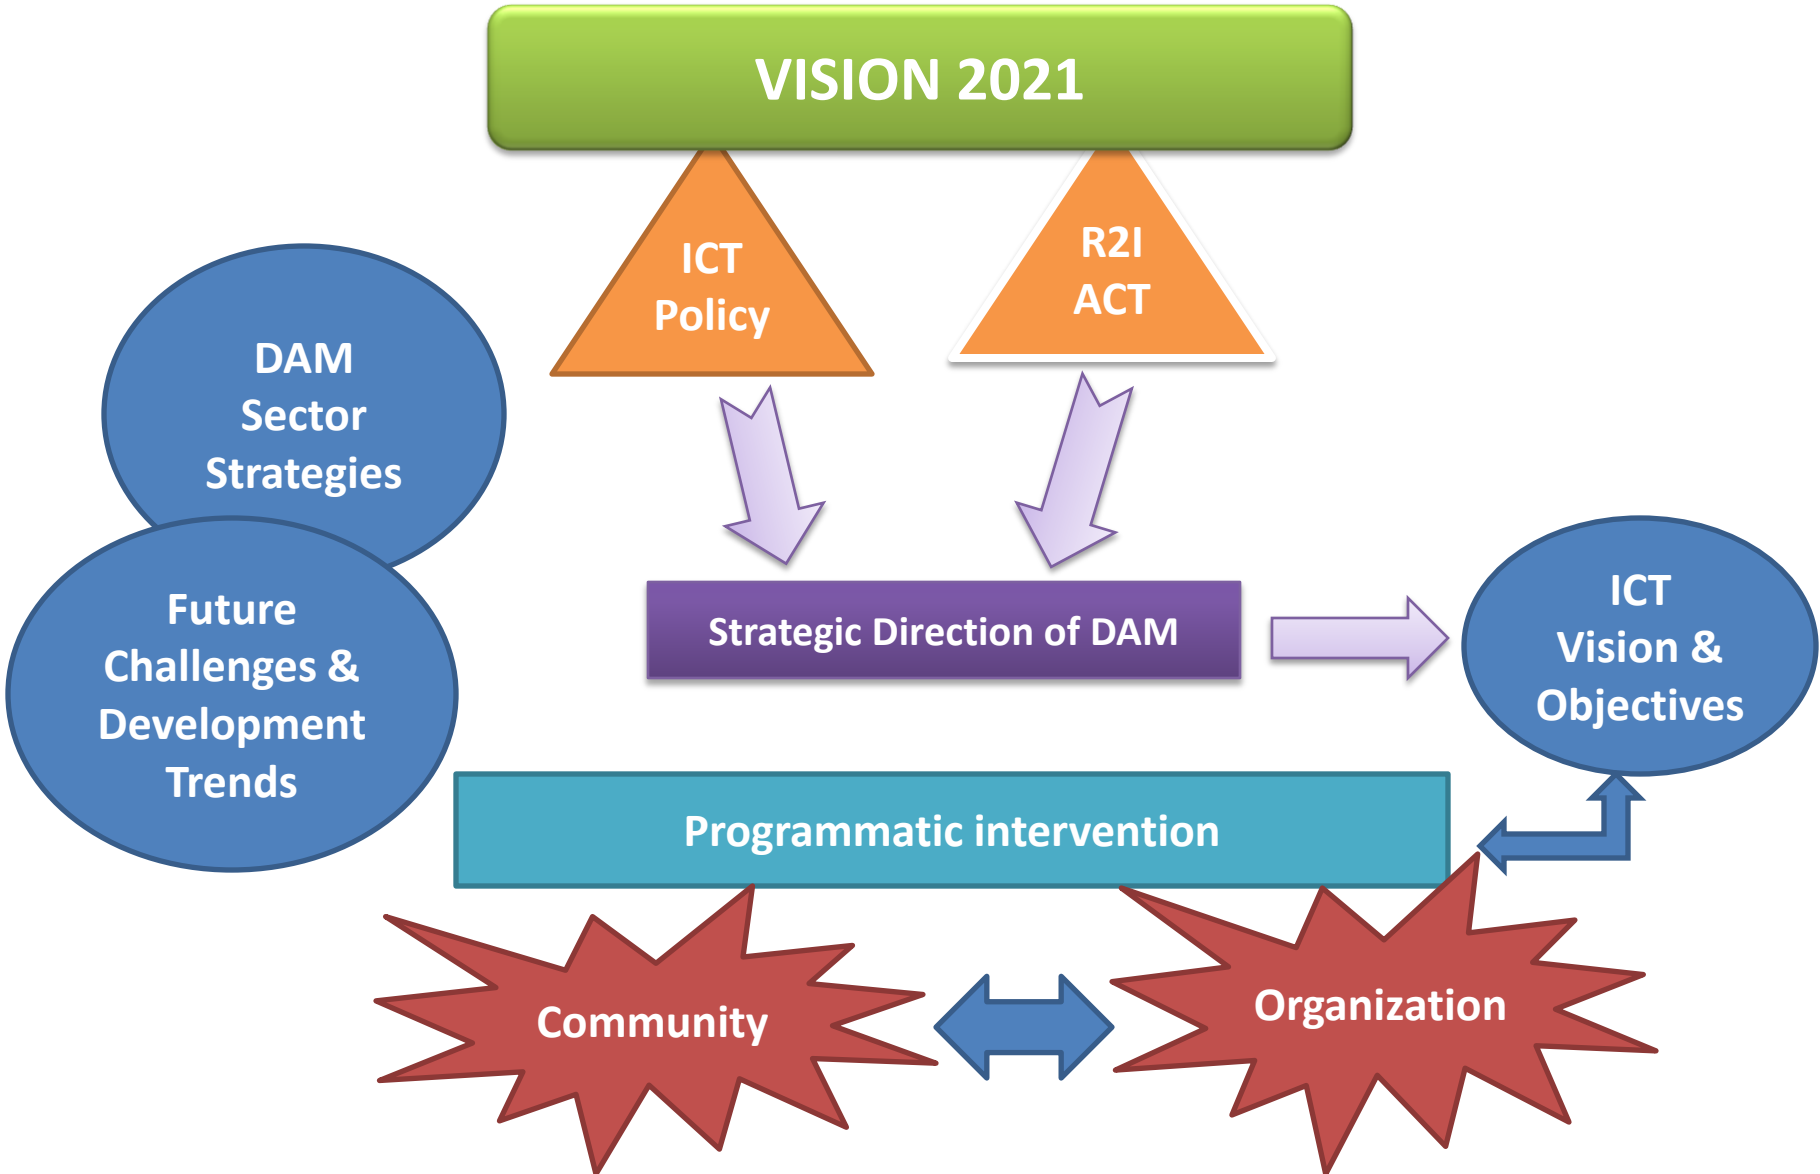 VISION 2021
ICT
Policy
R2I
ACT
DAM
Sector
Strategies
Future
Challenges &
Development
Trends
Strategic Direction of DAM
ICT
Vision &
Objectives
Programmatic intervention
Community
Organization